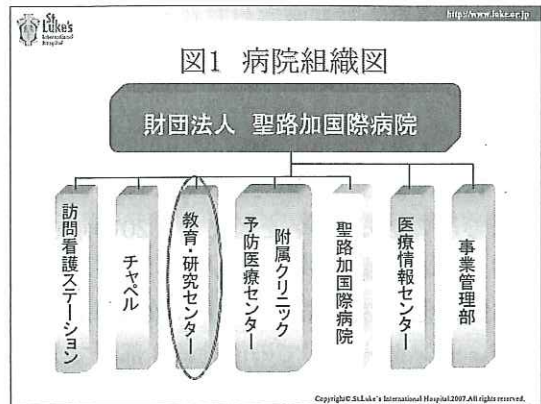 St.
Luke's
International
Hospital
http://www.luke.or.jp
図1 病院組織図
財団法人 聖路加国際病院
訪問看護ステーション
チャペル
教育・研究センター
附属クリニック
予防医療センター
聖路加国際病院
医療情報センター
事業管理部
Copyright© St.Luke's International Hospital.2007.All rights reserved.